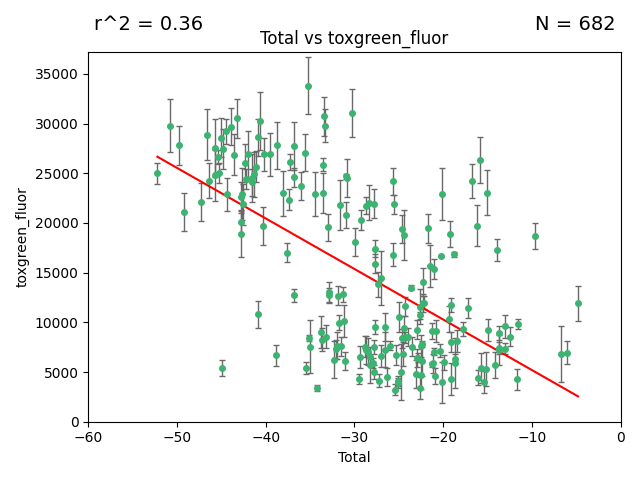 r^2 = 0.36
N = 682
Total vs toxgreen_fluor
35000
30000
25000
20000
15000
10000
5000
0
toxgreen_fluor
−60 −50 −40 −30 −20 −10 0
Total